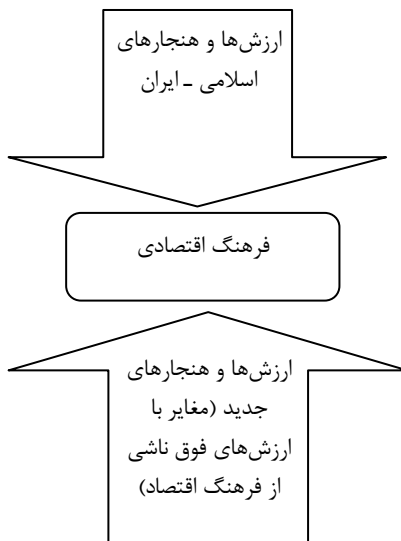 ارزش‌ها و هنجارهای
اسلامی ـ ایران
فرهنگ اقتصادی
ارزش‌ها و هنجارهای
جدید (مغایر با
ارزش‌های فوق ناشی
از فرهنگ اقتصاد)